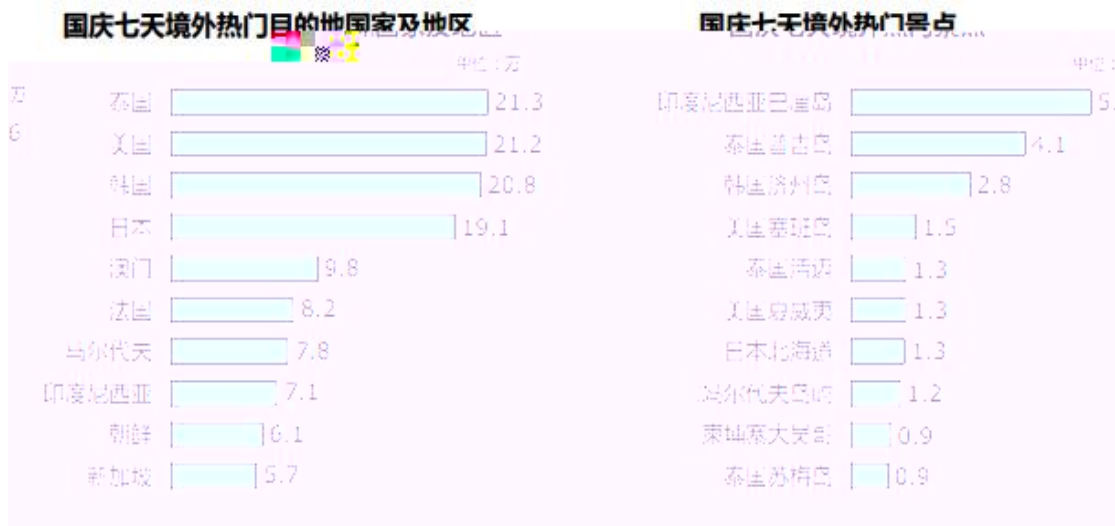 国庆七天境外热门目的地国家及地区
单位：万
泰国 21.3
美国 21.2
韩国 20.8
日本 19.1
澳门 9.8
法国 8.2
马尔代夫 7.8
印度尼西亚 7.1
朝鲜 6.1
新加坡 5.7
国庆七天境外热门景点
单位：
印度尼西亚巴厘岛 5.
泰国普吉岛 4.1
韩国济州岛 2.8
美国塞班岛 1.5
泰国清迈 1.3
美国夏威夷 1.3
日本北海道 1.3
马尔代夫岛屿 1.2
柬埔寨大吴哥 0.9
泰国苏梅岛 0.9